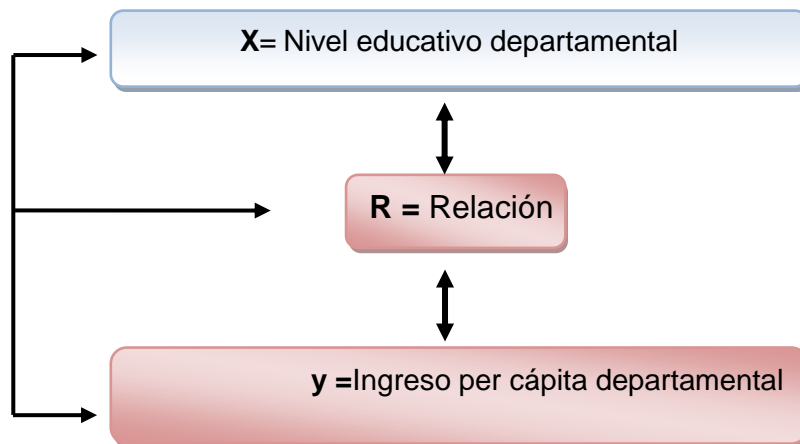 X= Nivel educativo departamental
R = Relación
y =Ingreso per cápita departamental